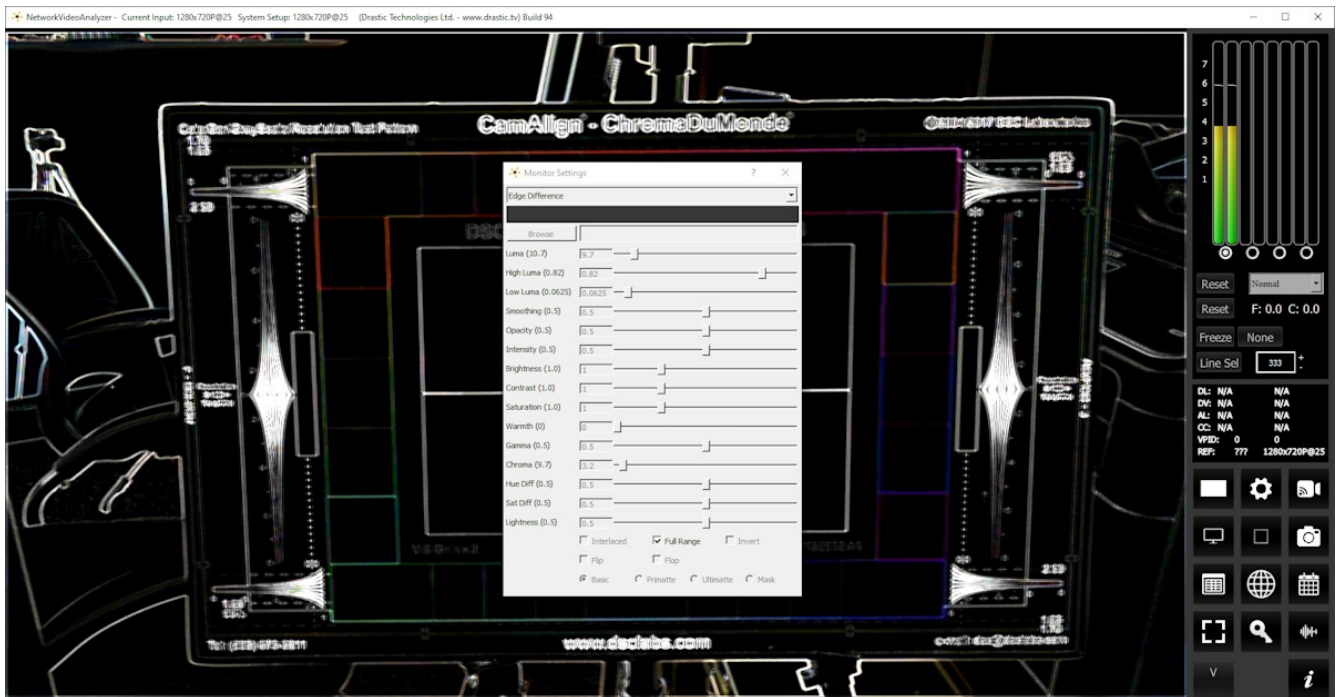 NetworkVideoAnalyzer - Current Input: 1280x720P@25 System Setup: 1280x720P@25 (Drastic Technologies Ltd. - www.drastic.tv) Build 94
CamAlign - ChromaDuMonde
Monitor Settings ? ×
Edge Difference
Browse
Luma (10.7) 9.7
High Luma (0.82) 0.82
Low Luma (0.0625) 0.0625
Smoothing (0.5) 0.5
Opacity (0.5) 0.5
Intensity (0.5) 0.5
Brightness (1.0) 1
Contrast (1.0) 1
Saturation (1.0) 1
Warmth (0) 0
Gamma (0.5) 0.5
Chroma (9.7) 3.2
Hue Diff (0.5) 0.5
Sat Diff (0.5) 0.5
Lightness (0.5) 0.5
Interlaced Full Range Invert
Flip Flop
Basic Primatte Ultimatte Mask
www.dsclabs.com
7
6
5
4
3
2
1
Reset Normal
Reset F: 0.0 C: 0.0
Freeze None
Line Sel 333 + -
DL: N/A N/A
DV: N/A N/A
AL: N/A N/A
CC: N/A N/A
VPID: 0 0
REF: ??? 1280x720P@25
V i